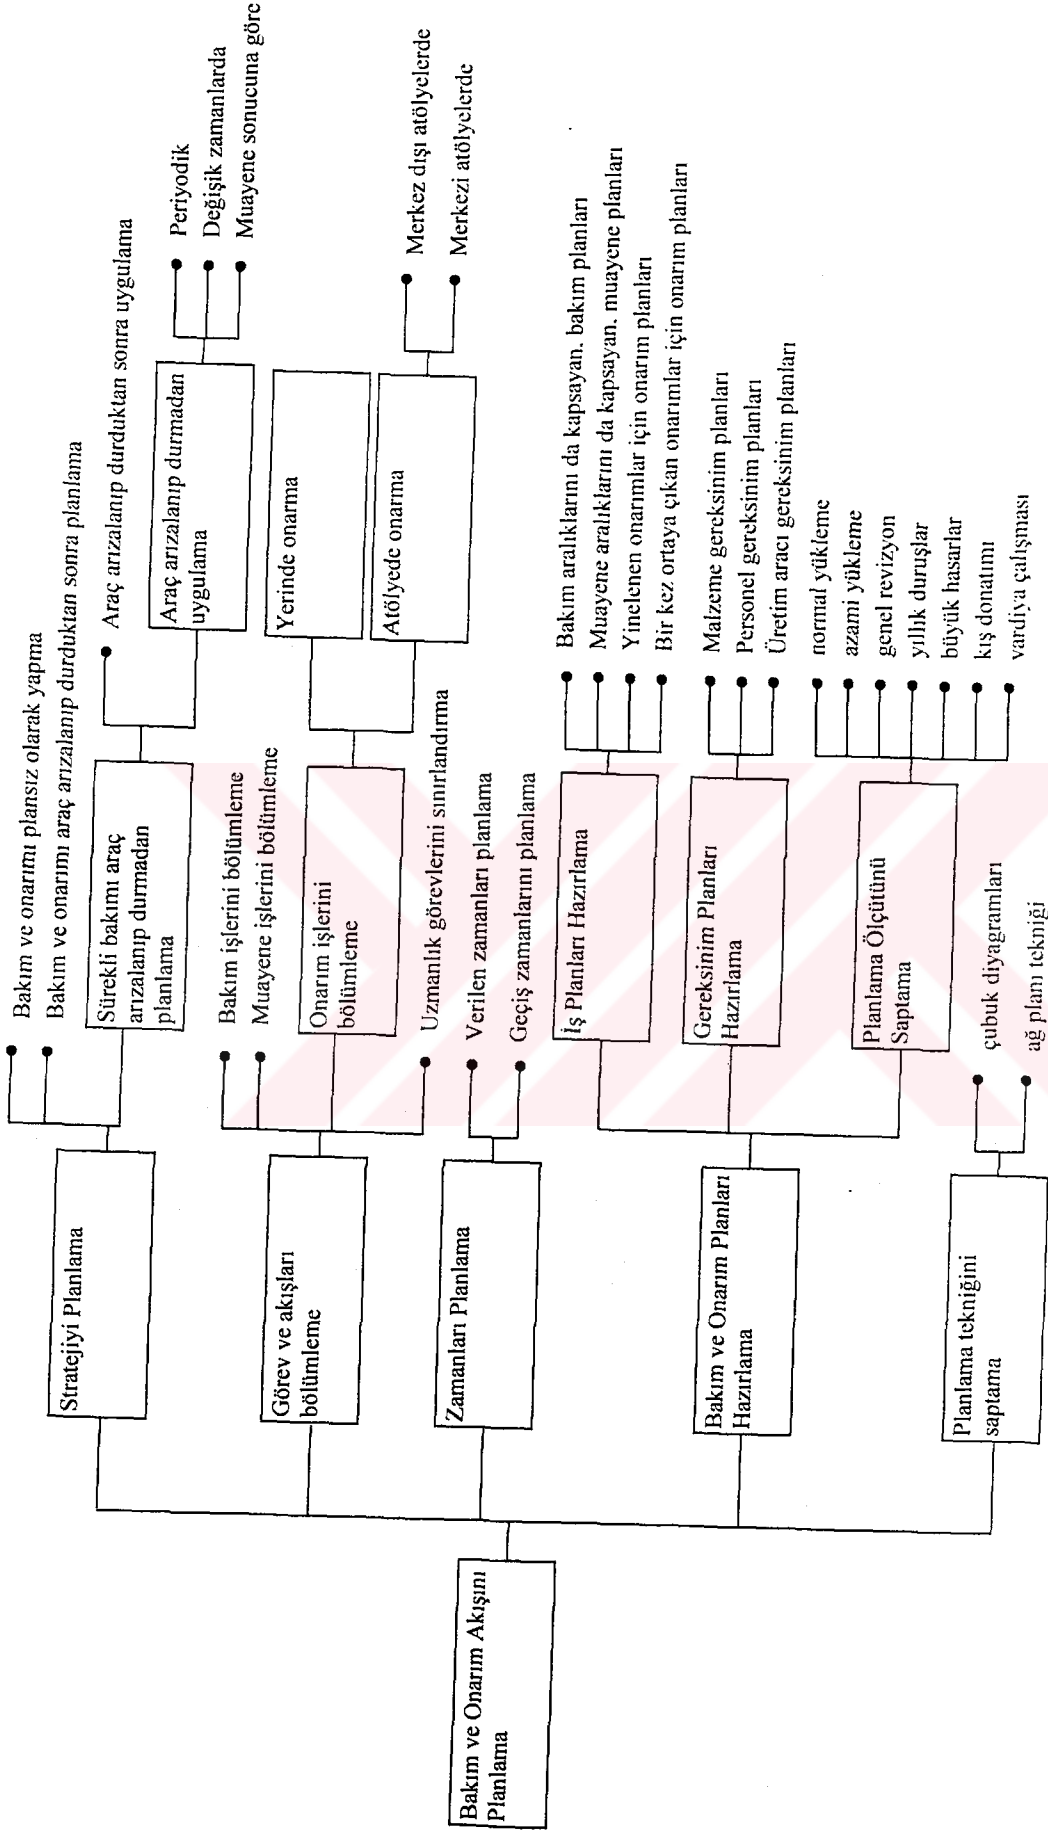 Bakım ve Onarım Akışını
Planlama
Stratejiyi Planlama
Bakım ve onarımı plansız olarak yapma
Bakım ve onarımı araç arızalanıp durduktan sonra planlama
Sürekli bakımı araç
arızalanıp durmadan
planlama
Araç arızalanıp durduktan sonra uygulama
Araç arızalanıp durmadan
uygulama
Periyodik
Değişik zamanlarda
Muayene sonucuna göre
Görev ve akışları
bölümleme
Bakım işlerini bölümleme
Muayene işlerini bölümleme
Onarım işlerini
bölümleme
Yerinde onarma
Atölyede onarma
Merkez dışı atölyelerde
Merkezi atölyelerde
Uzmanlık görevlerini sınırlandırma
Zamanları Planlama
Verilen zamanları planlama
Geçiş zamanlarını planlama
Bakım ve Onarım Planları
Hazırlama
İş Planları Hazırlama
Bakım aralıklarını da kapsayan. bakım planları
Muayene aralıklarını da kapsayan. muayene planları
Yinelenen onarımlar için onarım planları
Bir kez ortaya çıkan onarımlar için onarım planları
Gereksinim Planları
Hazırlama
Malzeme gereksinim planları
Personel gereksinim planları
Üretim aracı gereksinim planları
Planlama Ölçütünü
Saptama
normal yükleme
azami yükleme
genel revizyon
yıllık duruşlar
büyük hasarlar
kış donatımı
vardiya çalışması
Planlama tekniğini
saptama
çubuk diyagramları
ağ planı tekniği